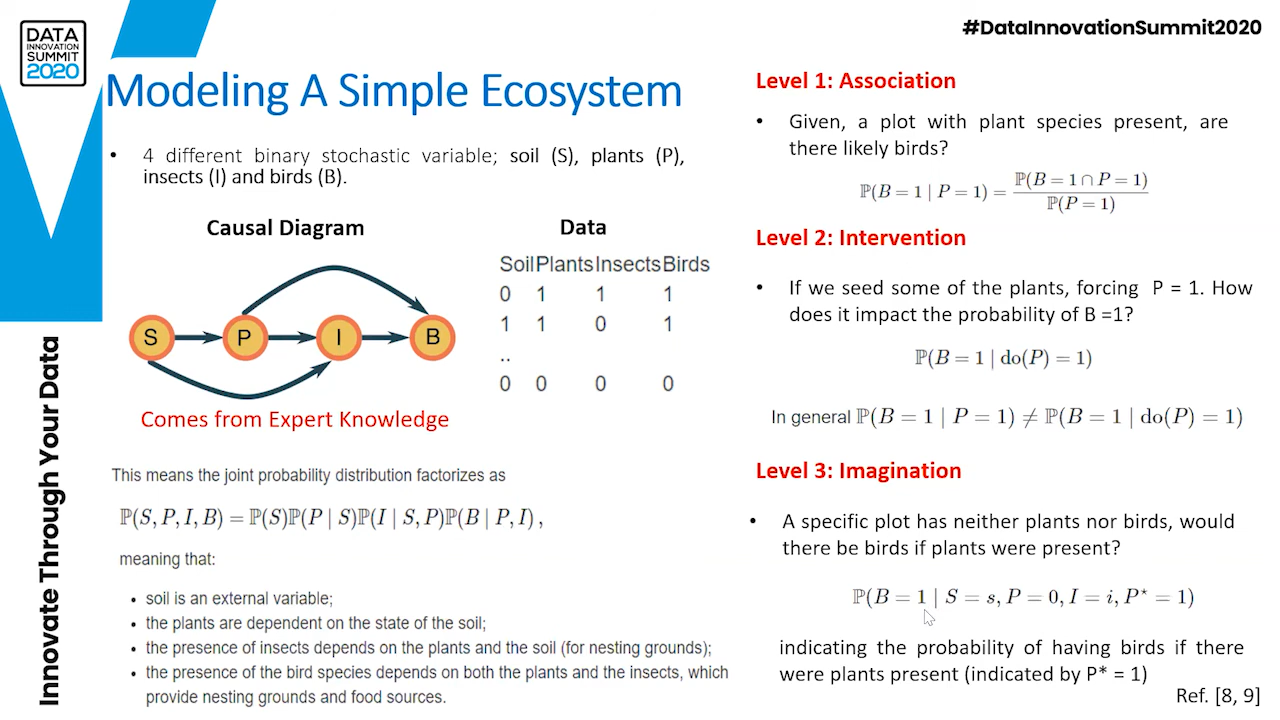 DATA
INNOVATION
SUMMIT
2020
#DataInnovationSummit2020
Innovate Through Your Data
Modeling A Simple Ecosystem
• 4 different binary stochastic variable; soil (S), plants (P),
insects (I) and birds (B).
Causal Diagram
S P I B
Comes from Expert Knowledge
Data
Soil Plants Insects Birds
0 1 1 1
1 1 0 1
..
0 0 0 0
This means the joint probability distribution factorizes as
ℙ(S, P, I, B) = ℙ(S)ℙ(P | S)ℙ(I | S, P)ℙ(B | P, I) ,
meaning that:
• soil is an external variable;
• the plants are dependent on the state of the soil;
• the presence of insects depends on the plants and the soil (for nesting grounds);
• the presence of the bird species depends on both the plants and the insects, which
provide nesting grounds and food sources.
Level 1: Association
• Given, a plot with plant species present, are
there likely birds?
ℙ(B = 1 | P = 1) = ℙ(B = 1 ∩ P = 1)
ℙ(P = 1)
Level 2: Intervention
• If we seed some of the plants, forcing P = 1. How
does it impact the probability of B =1?
ℙ(B = 1 | do(P) = 1)
In general ℙ(B = 1 | P = 1) ≠ ℙ(B = 1 | do(P) = 1)
Level 3: Imagination
• A specific plot has neither plants nor birds, would
there be birds if plants were present?
ℙ(B = 1 | S = s, P = 0, I = i, P* = 1)
indicating the probability of having birds if there
were plants present (indicated by P* = 1)
Ref. [8, 9]